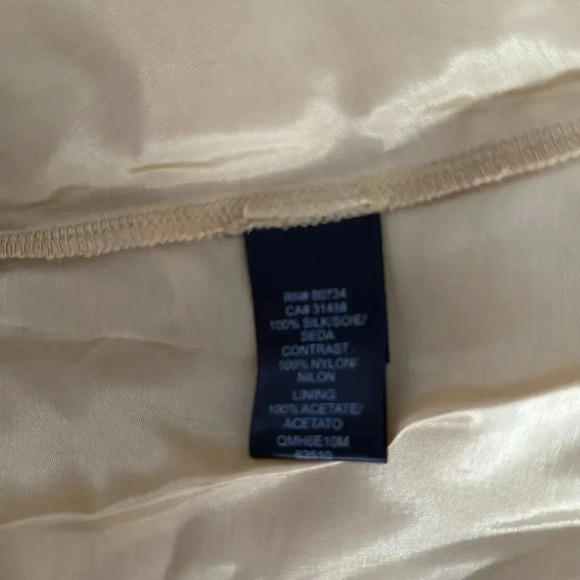 RN# 80734
CA# 31458
100% SILK/SOIE/
SEDA
CONTRAST
100% NYLON/
NILON
LINING:
100% ACETATE/
ACETATO
QMH6E10M